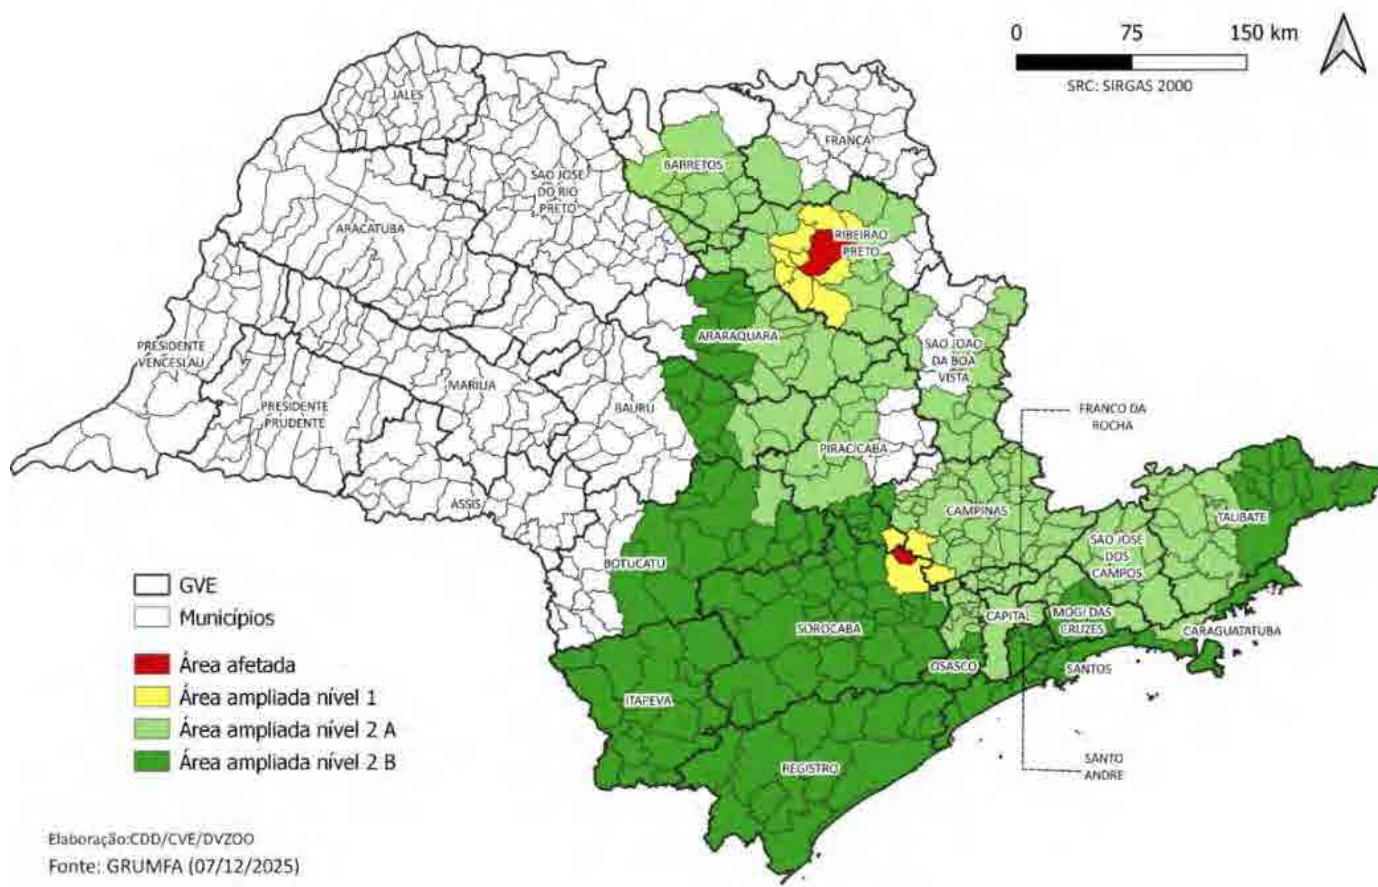 0 75 150 km
SRC: SIRGAS 2000
JALES
FRANCA
BARRETOS
SAO JOSE
DO RIO
PRETO
ARACATUBA
RIBEIRAO
PRETO
ARARAQUARA
PRESIDENTE
VENCESLAU
SAO JOAO
DA BOA
VISTA
MARILIA
PRESIDENTE
PRUDENTE
BAURU
FRANCO DA
ROCHA
PIRACICABA
ASSIS
CAMPINAS
TAUBATE
SAO JOSE
DOS
CAMPOS
BOTUCATU
CAPITAL
MOGI DAS
CRUZES
SOROCABA
CARAGUATATUBA
OSASCO
SANTOS
ITAPEVA
REGISTRO
SANTO
ANDRE
GVE
Municípios
Área afetada
Área ampliada nível 1
Área ampliada nível 2 A
Área ampliada nível 2 B
Elaboração:CDD/CVE/DVZOO
Fonte: GRUMFA (07/12/2025)